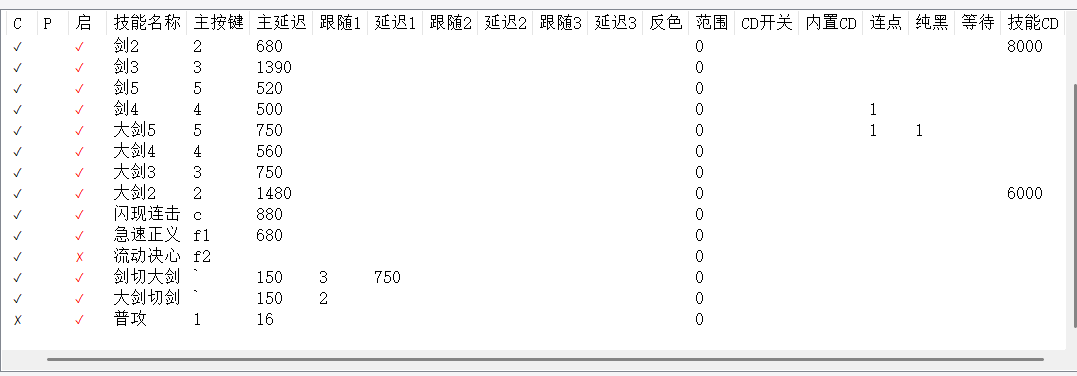 C P 启 技能名称 主按键 主延迟 跟随1 延迟1 跟随2 延迟2 跟随3 延迟3 反色 范围 CD开关 内置CD 连点 纯黑 等待 技能CD
✓ ✓ 剑2 2 680 0 8000
✓ ✓ 剑3 3 1390 0
✓ ✓ 剑5 5 520 0
✓ ✓ 剑4 4 500 0 1
✓ ✓ 大剑5 5 750 0 1 1
✓ ✓ 大剑4 4 560 0
✓ ✓ 大剑3 3 750 0
✓ ✓ 大剑2 2 1480 0 6000
✓ ✓ 闪现连击 c 880 0
✓ ✓ 急速正义 f1 680 0
✓ ✗ 流动决心 f2 0
✓ ✓ 剑切大剑 ` 150 3 750 0
✓ ✓ 大剑切剑 ` 150 2 0
✗ ✓ 普攻 1 16 0